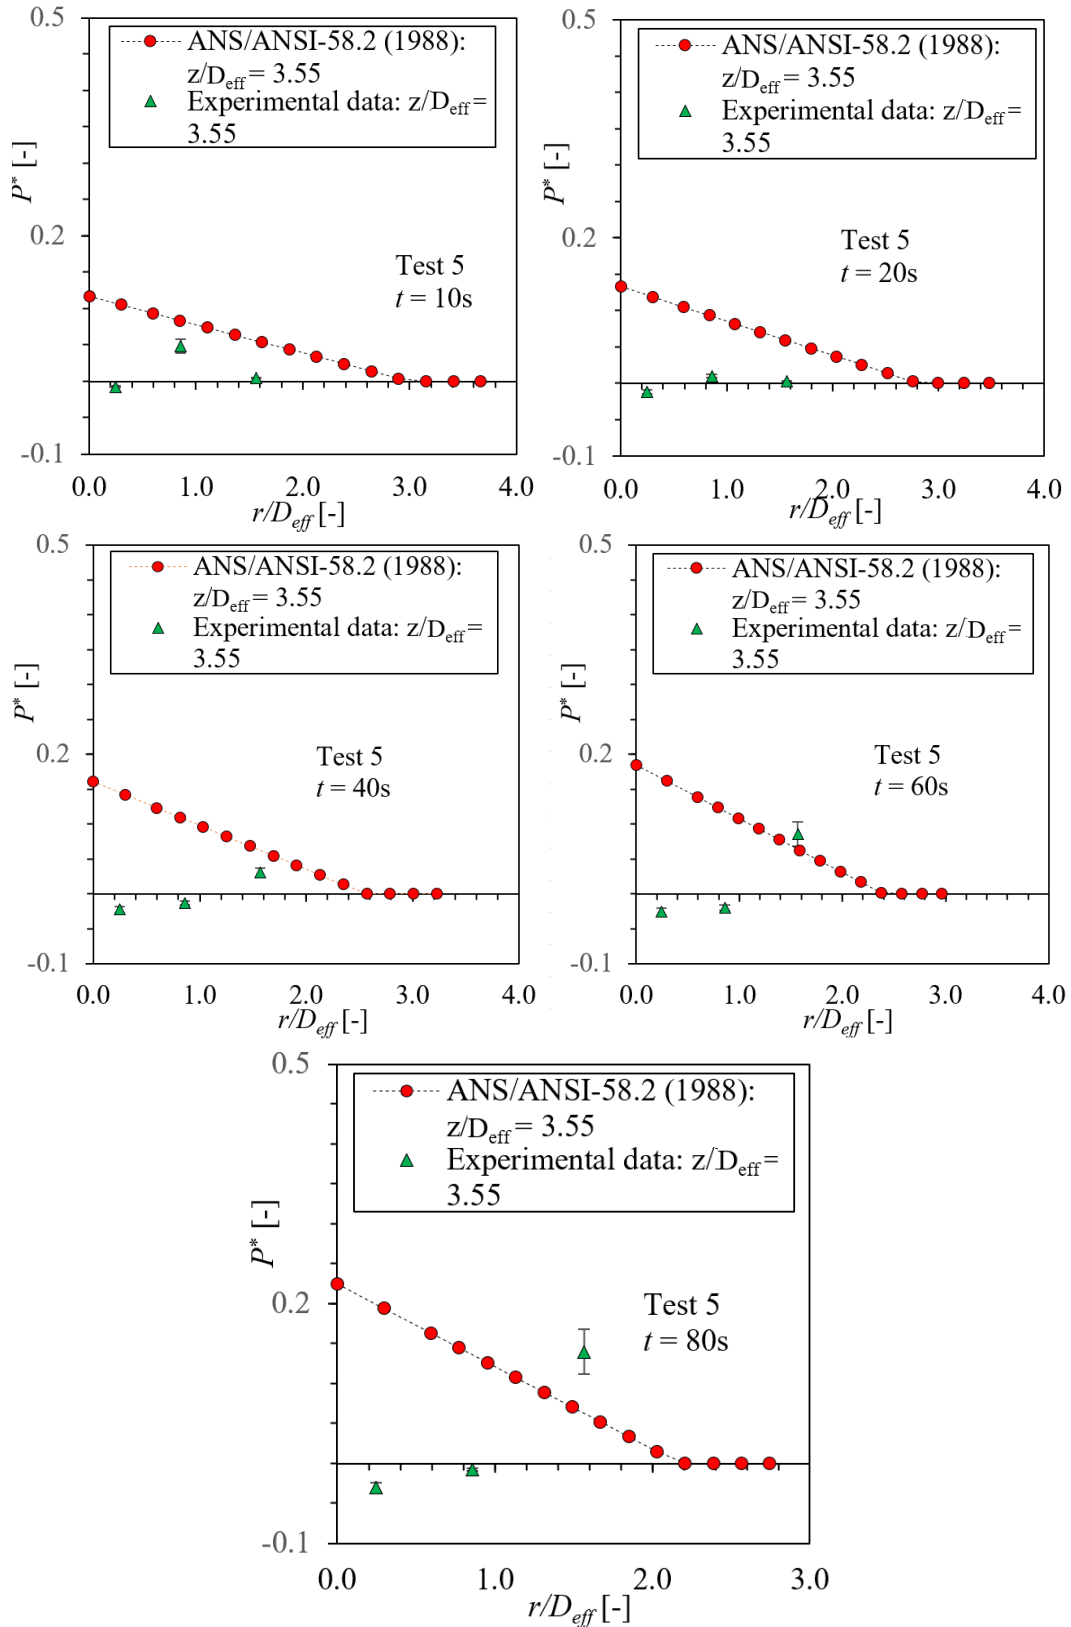 0.5
ANS/ANSI-58.2 (1988):
z/Deff = 3.55
Experimental data: z/Deff =
3.55
P* [-]
0.2
Test 5
t = 10s
-0.1
0.0 1.0 2.0 3.0 4.0
r/Deff [-]
0.5
ANS/ANSI-58.2 (1988):
z/Deff = 3.55
Experimental data: z/Deff =
3.55
P* [-]
0.2
Test 5
t = 20s
-0.1
0.0 1.0 2.0 3.0 4.0
r/Deff [-]
0.5
ANS/ANSI-58.2 (1988):
z/Deff = 3.55
Experimental data: z/Deff =
3.55
P* [-]
0.2
Test 5
t = 40s
-0.1
0.0 1.0 2.0 3.0 4.0
r/Deff [-]
0.5
ANS/ANSI-58.2 (1988):
z/Deff = 3.55
Experimental data: z/Deff =
3.55
P* [-]
0.2
Test 5
t = 60s
-0.1
0.0 1.0 2.0 3.0 4.0
r/Deff [-]
0.5
ANS/ANSI-58.2 (1988):
z/Deff = 3.55
Experimental data: z/Deff =
3.55
P* [-]
0.2
Test 5
t = 80s
-0.1
0.0 1.0 2.0 3.0
r/Deff [-]